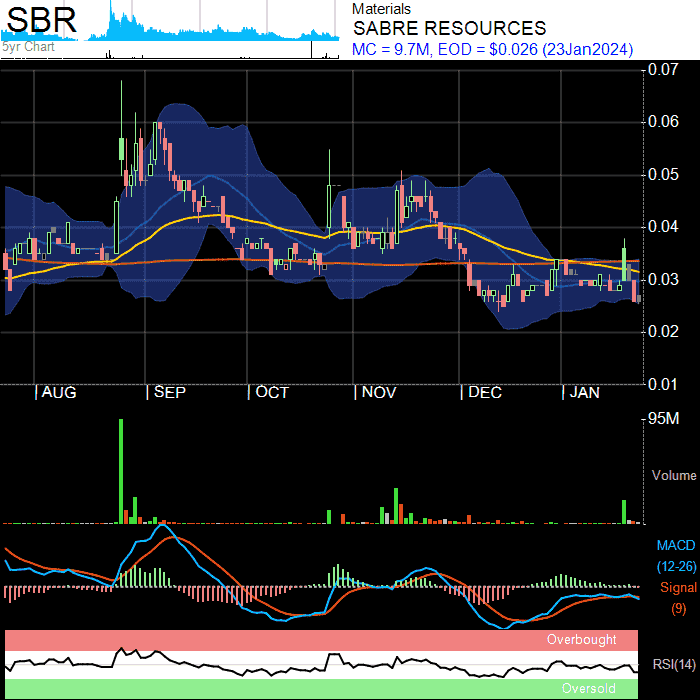 SBR
5yr Chart
Materials
SABRE RESOURCES
MC = 9.7M, EOD = $0.026 (23Jan2024)
0.07
0.06
0.05
0.04
0.03
0.02
0.01
AUG
SEP
OCT
NOV
DEC
JAN
95M
Volume
MACD
(12-26)
Signal
(9)
Overbought
RSI(14)
Oversold